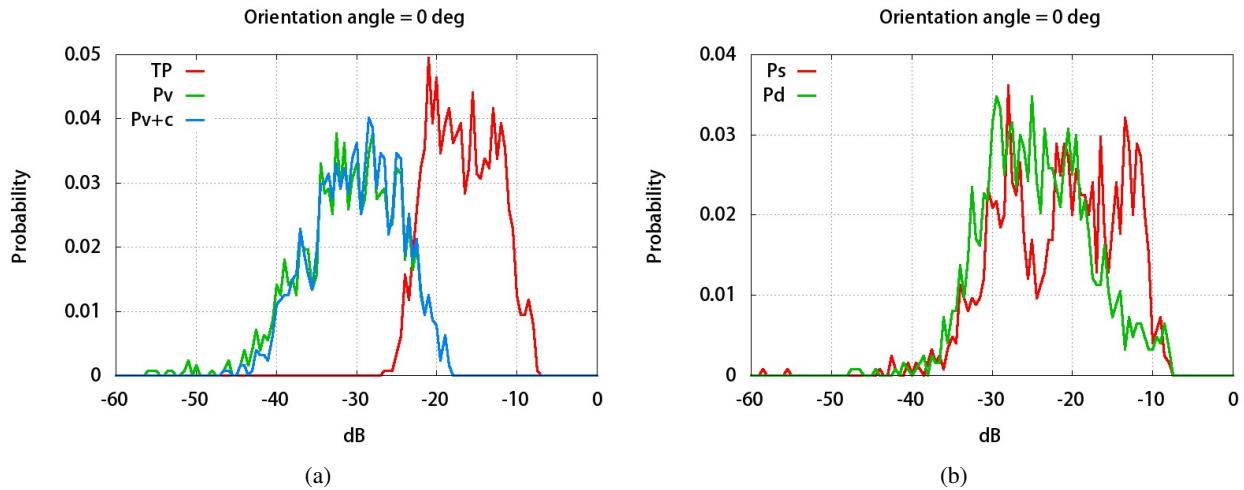 Orientation angle = 0 deg
0.05
0.04
0.03
0.02
0.01
0
Probability
TP
Pv
Pv+c
-60 -50 -40 -30 -20 -10 0
dB
(a)
Orientation angle = 0 deg
0.04
0.03
0.02
0.01
0
Probability
Ps
Pd
-60 -50 -40 -30 -20 -10 0
dB
(b)